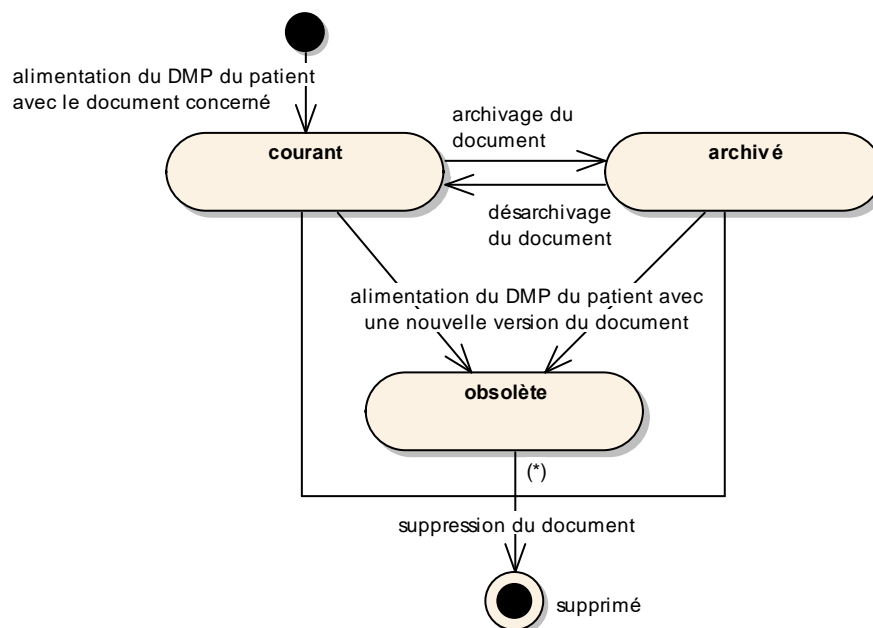 alimentation du DMP du patient
avec le document concerné
archivage du
document
courant
archivé
désarchivage
du document
alimentation du DMP du patient avec
une nouvelle version du document
obsolète
(*)
suppression du document
supprimé